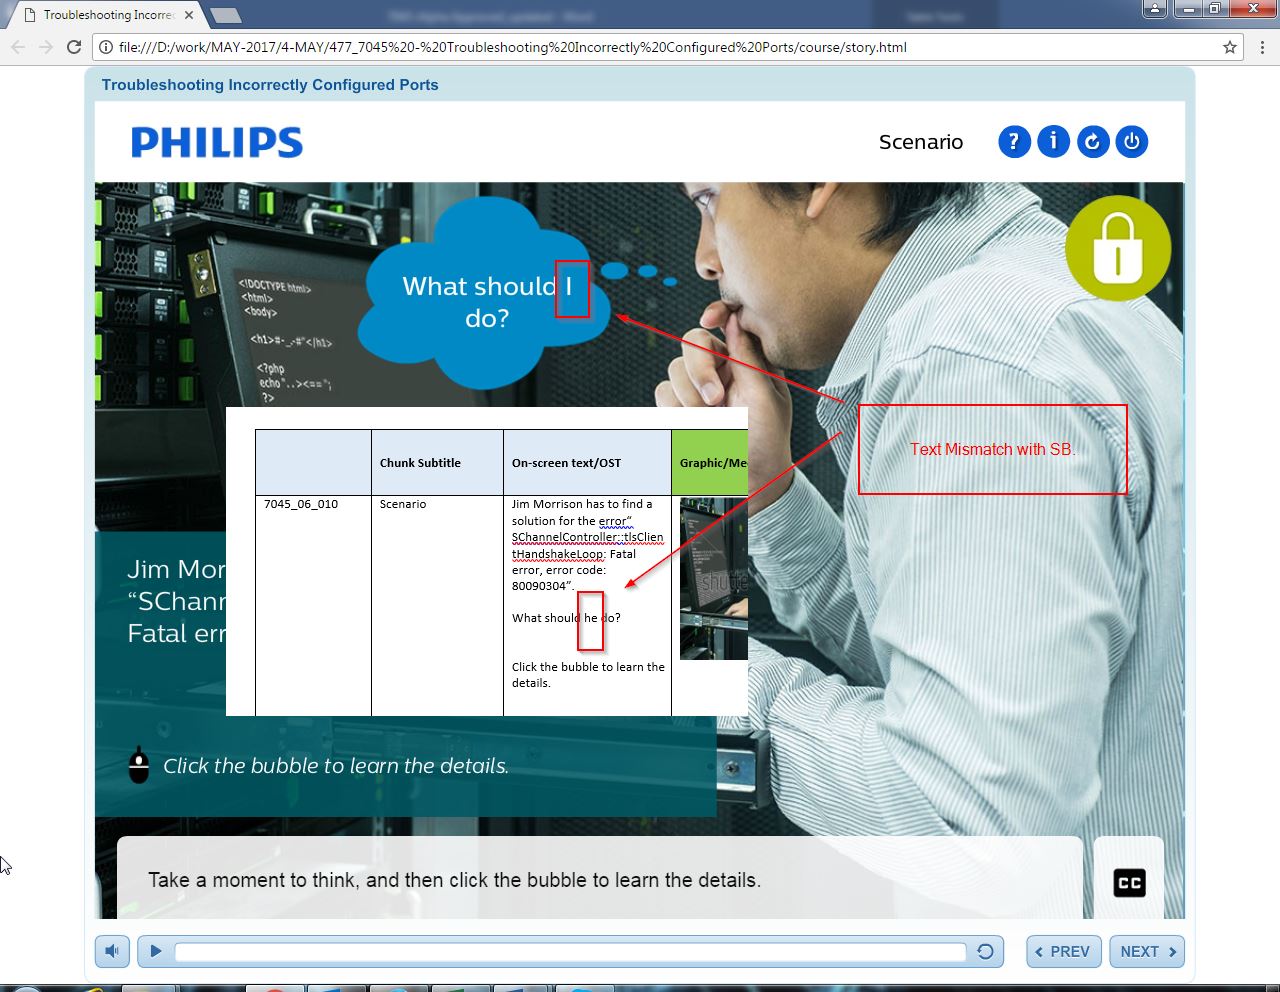 Troubleshooting Incorrec
file:///D:/work/MAY-2017/4-MAY/477_7045%20-%20Troubleshooting%20Incorrectly%20Configured%20Ports/course/story.html
Troubleshooting Incorrectly Configured Ports
PHILIPS
Scenario
?
i
<!DOCTYPE html>
<html>
<body>
<h1>#-_.-#"</h1>
<?php
echo "..><==";
?>
What should I
do?
Text Mismatch with SB.
Chunk Subtitle
On-screen text/OST
Graphic/Me
7045_06_010
Scenario
Jim Morrison has to find a
solution for the error“
SChannelController::tlsClien
tHandshakeLoop: Fatal
error, error code:
80090304”.
What should he do?
Click the bubble to learn the
details.
shutte
Jim Mor
“SChann
Fatal err
Click the bubble to learn the details.
Take a moment to think, and then click the bubble to learn the details.
CC
PREV
NEXT